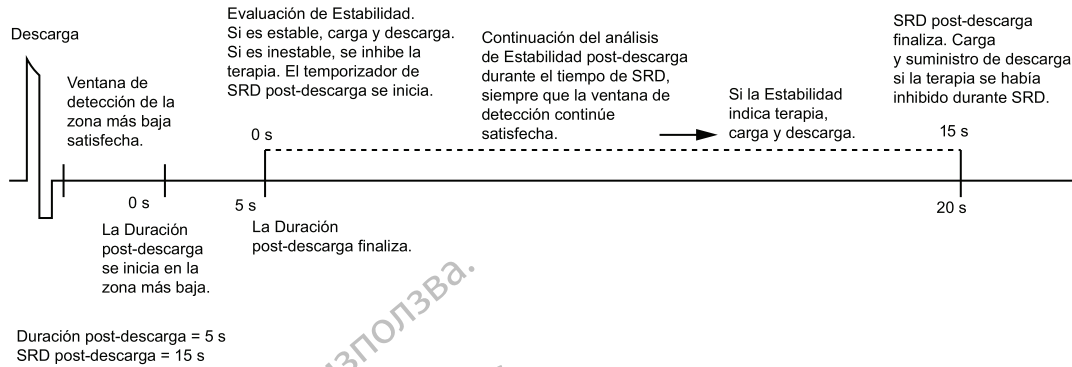 Descarga
Ventana de
detección de la
zona más baja
satisfecha.
Evaluación de Estabilidad.
Si es estable, carga y descarga.
Si es inestable, se inhibe la
terapia. El temporizador de
SRD post-descarga se inicia.
0 s
Continuación del análisis
de Estabilidad post-descarga
durante el tiempo de SRD,
siempre que la ventana de
detección continúe
satisfecha.
Si la Estabilidad
indica terapia,
carga y descarga.
SRD post-descarga
finaliza. Carga
y suministro de descarga
si la terapia se había
inhibido durante SRD.
15 s
0 s
5 s
20 s
La Duración
post-descarga
se inicia en la
zona más baja.
La Duración
post-descarga finaliza.
Duración post-descarga = 5 s
SRD post-descarga = 15 s